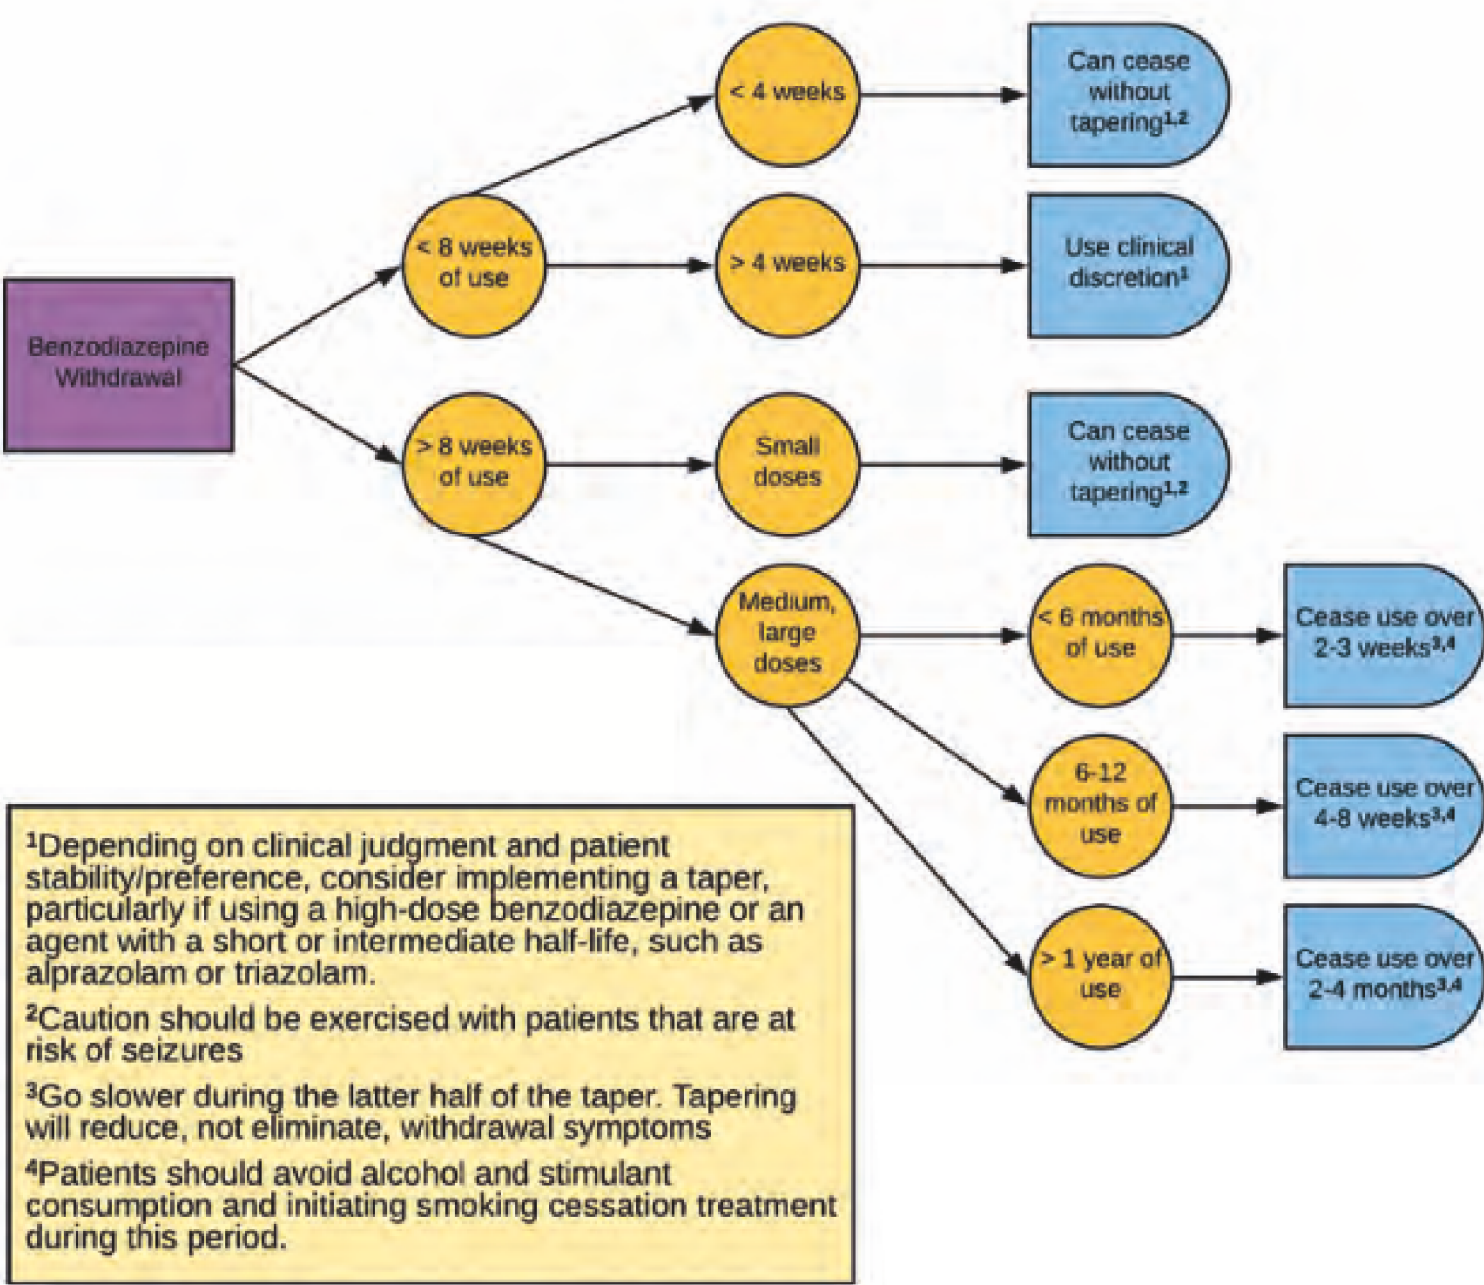 < 4 weeks
Can cease
without
tapering¹,²
< 8 weeks
of use
> 4 weeks
Use clinical
discretion¹
Benzodiazepine
Withdrawal
> 8 weeks
of use
Small
doses
Can cease
without
tapering¹,²
Medium,
large
doses
< 6 months
of use
Cease use over
2-3 weeks³,⁴
6-12
months of
use
Cease use over
4-8 weeks³,⁴
> 1 year of
use
Cease use over
2-4 months³,⁴
¹Depending on clinical judgment and patient
stability/preference, consider implementing a taper,
particularly if using a high-dose benzodiazepine or an
agent with a short or intermediate half-life, such as
alprazolam or triazolam.
²Caution should be exercised with patients that are at
risk of seizures
³Go slower during the latter half of the taper. Tapering
will reduce, not eliminate, withdrawal symptoms
⁴Patients should avoid alcohol and stimulant
consumption and initiating smoking cessation treatment
during this period.